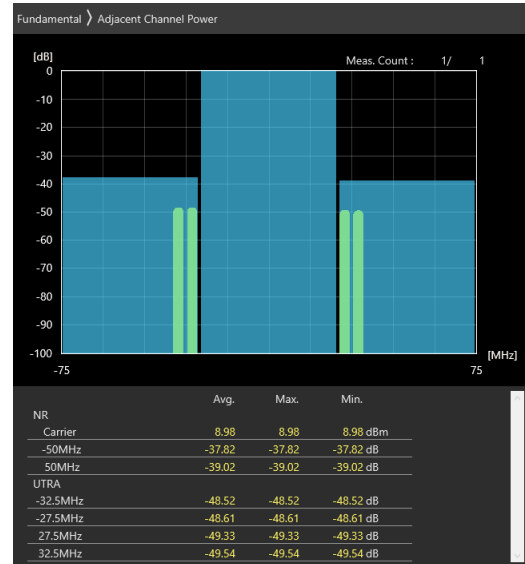 Fundamental 〉 Adjacent Channel Power
[dB]
Meas. Count : 1/ 1
0
-10
-20
-30
-40
-50
-60
-70
-80
-90
-100
[MHz]
-75 75
Avg. Max. Min.
NR
Carrier 8.98 8.98 8.98 dBm
-50MHz -37.82 -37.82 -37.82 dB
50MHz -39.02 -39.02 -39.02 dB
UTRA
-32.5MHz -48.52 -48.52 -48.52 dB
-27.5MHz -48.61 -48.61 -48.61 dB
27.5MHz -49.33 -49.33 -49.33 dB
32.5MHz -49.54 -49.54 -49.54 dB